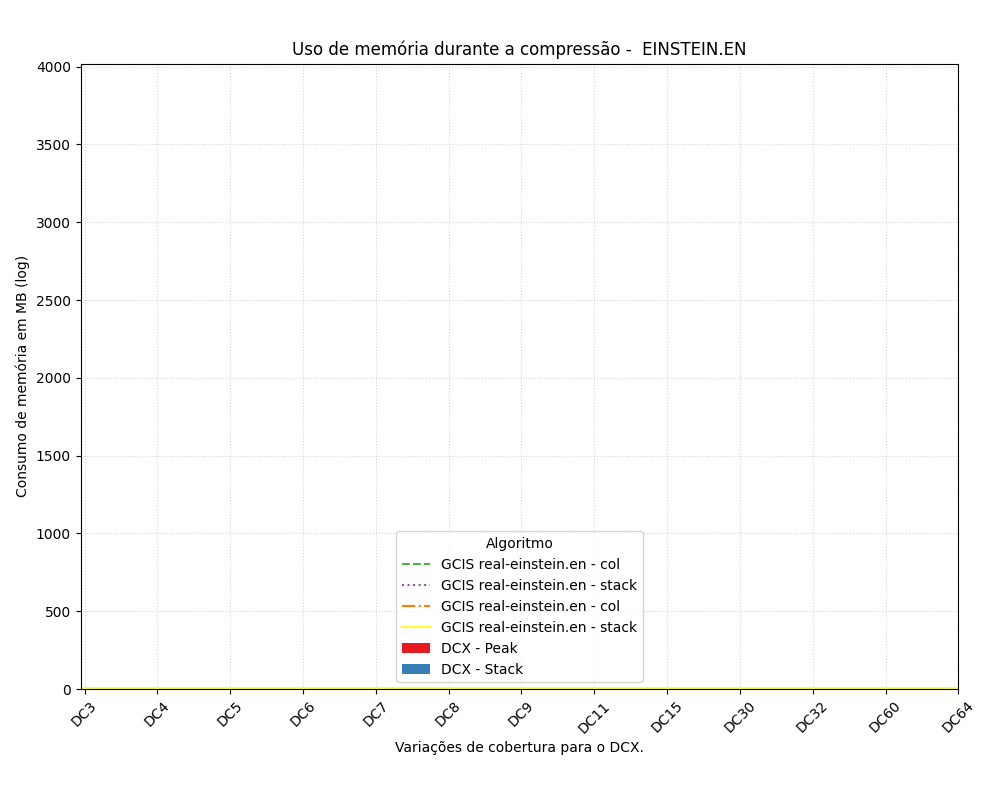 Uso de memória durante a compressão -  EINSTEIN.EN
Consumo de memória em MB (log)
4000
3500
3000
2500
2000
1500
1000
500
0
Algoritmo
GCIS real-einstein.en - col
GCIS real-einstein.en - stack
GCIS real-einstein.en - col
GCIS real-einstein.en - stack
DCX - Peak
DCX - Stack
DC3
DC4
DC5
DC6
DC7
DC8
DC9
DC11
DC15
DC30
DC32
DC60
DC64
Variações de cobertura para o DCX.